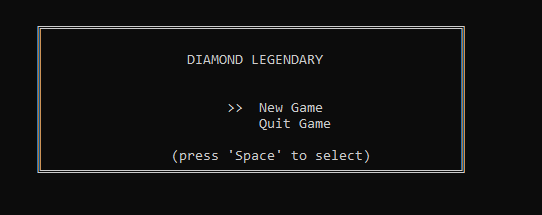 DIAMOND LEGENDARY
>> New Game
Quit Game
(press 'Space' to select)